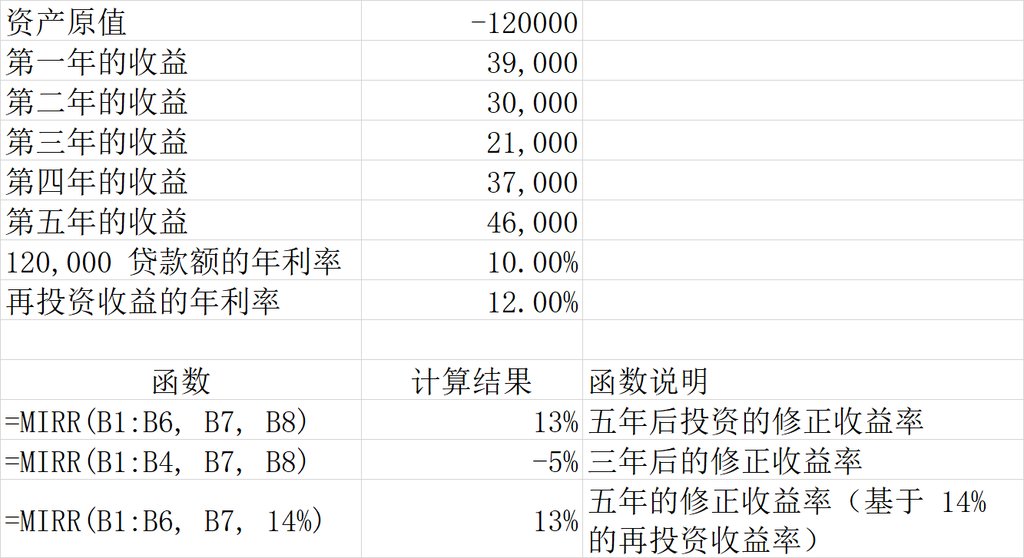 资产原值 -120000
第一年的收益 39,000
第二年的收益 30,000
第三年的收益 21,000
第四年的收益 37,000
第五年的收益 46,000
120,000 贷款额的年利率 10.00%
再投资收益的年利率 12.00%
函数 计算结果 函数说明
=MIRR(B1:B6, B7, B8) 13% 五年后投资的修正收益率
=MIRR(B1:B4, B7, B8) -5% 三年后的修正收益率
=MIRR(B1:B6, B7, 14%) 13% 五年的修正收益率（基于 14%
的再投资收益率）